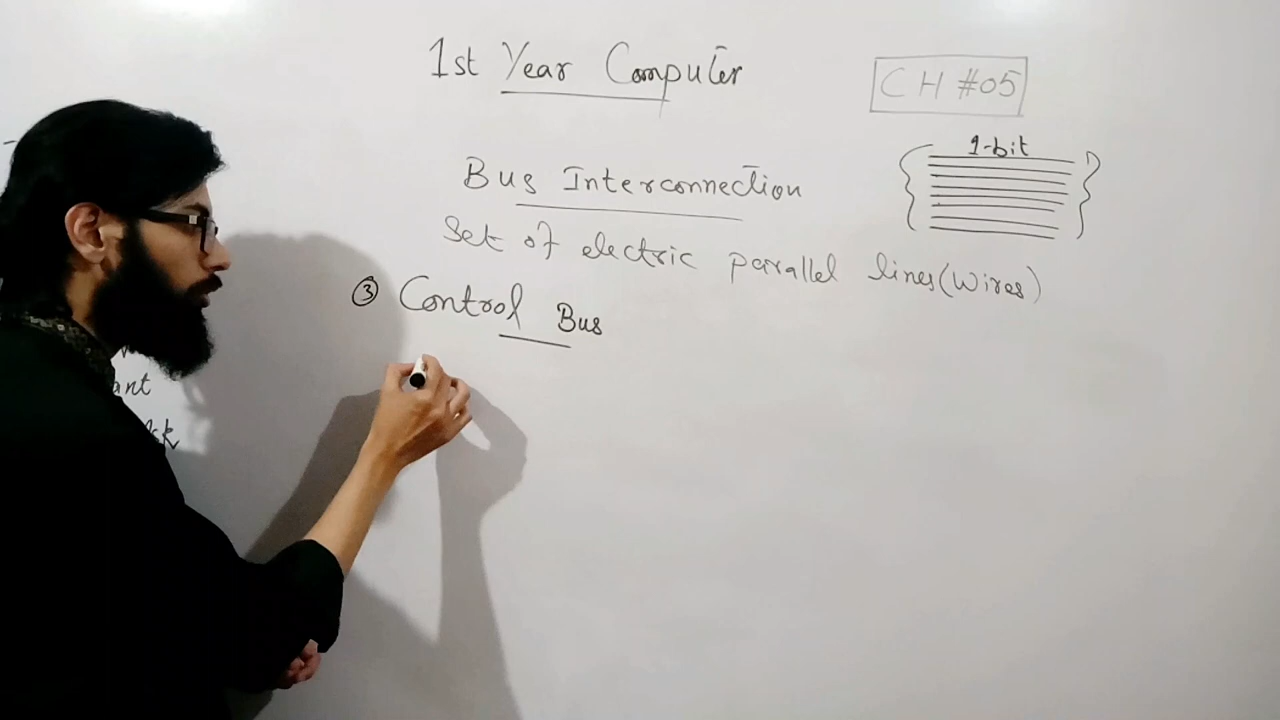 1st Year Computer
CH #05
1-bit
Bus Interconnection
Set of electric parallel lines (Wires)
③ Control Bus